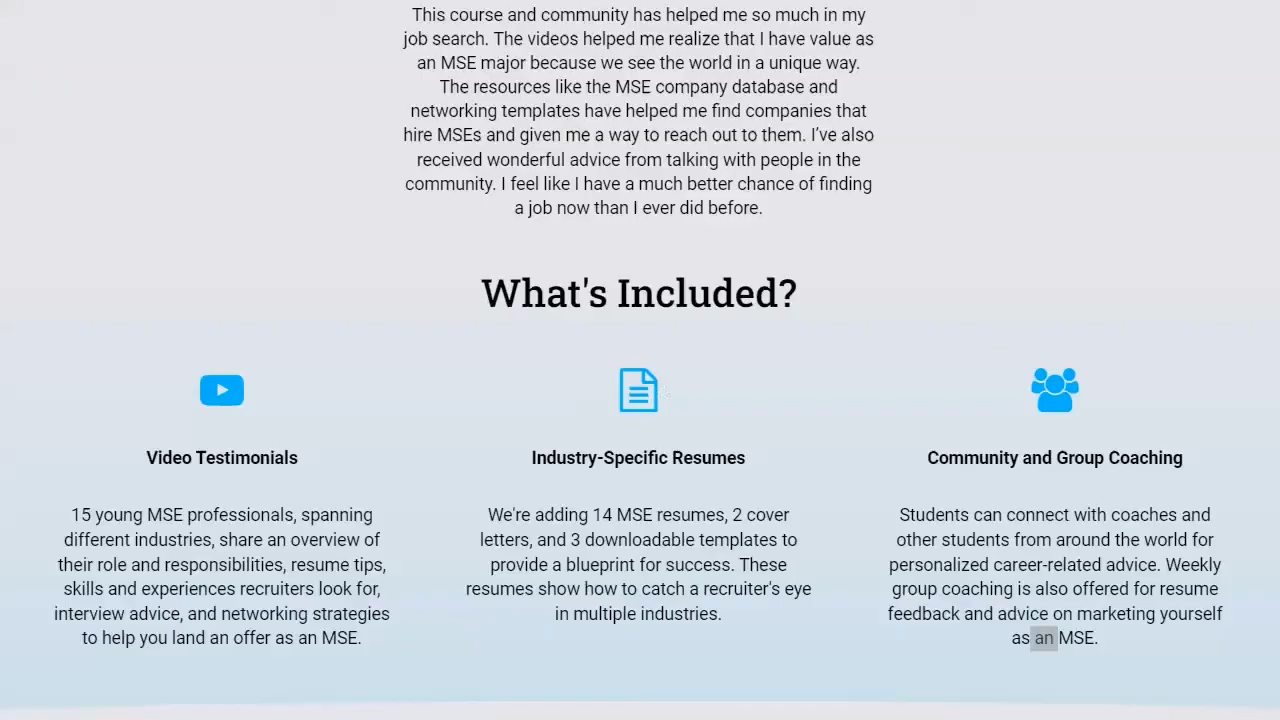 This course and community has helped me so much in my
job search. The videos helped me realize that I have value as
an MSE major because we see the world in a unique way.
The resources like the MSE company database and
networking templates have helped me find companies that
hire MSEs and given me a way to reach out to them. I’ve also
received wonderful advice from talking with people in the
community. I feel like I have a much better chance of finding
a job now than I ever did before.
What's Included?
Video Testimonials
15 young MSE professionals, spanning
different industries, share an overview of
their role and responsibilities, resume tips,
skills and experiences recruiters look for,
interview advice, and networking strategies
to help you land an offer as an MSE.
Industry-Specific Resumes
We're adding 14 MSE resumes, 2 cover
letters, and 3 downloadable templates to
provide a blueprint for success. These
resumes show how to catch a recruiter's eye
in multiple industries.
Community and Group Coaching
Students can connect with coaches and
other students from around the world for
personalized career-related advice. Weekly
group coaching is also offered for resume
feedback and advice on marketing yourself
as an MSE.